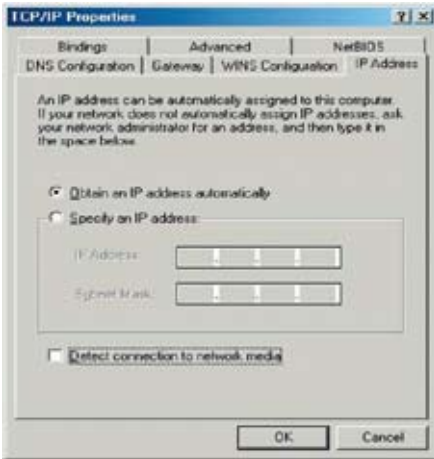 TCP/IP Properties
? X
Bindings Advanced NetBIOS
DNS Configuration Gateway WINS Configuration IP Address
An IP address can be automatically assigned to this computer.
If your network does not automatically assign IP addresses, ask
your network administrator for an address, and then type it in
the space below.
Obtain an IP address automatically
Specify an IP address:
IP Address:
Subnet Mask:
Detect connection to network media
OK Cancel